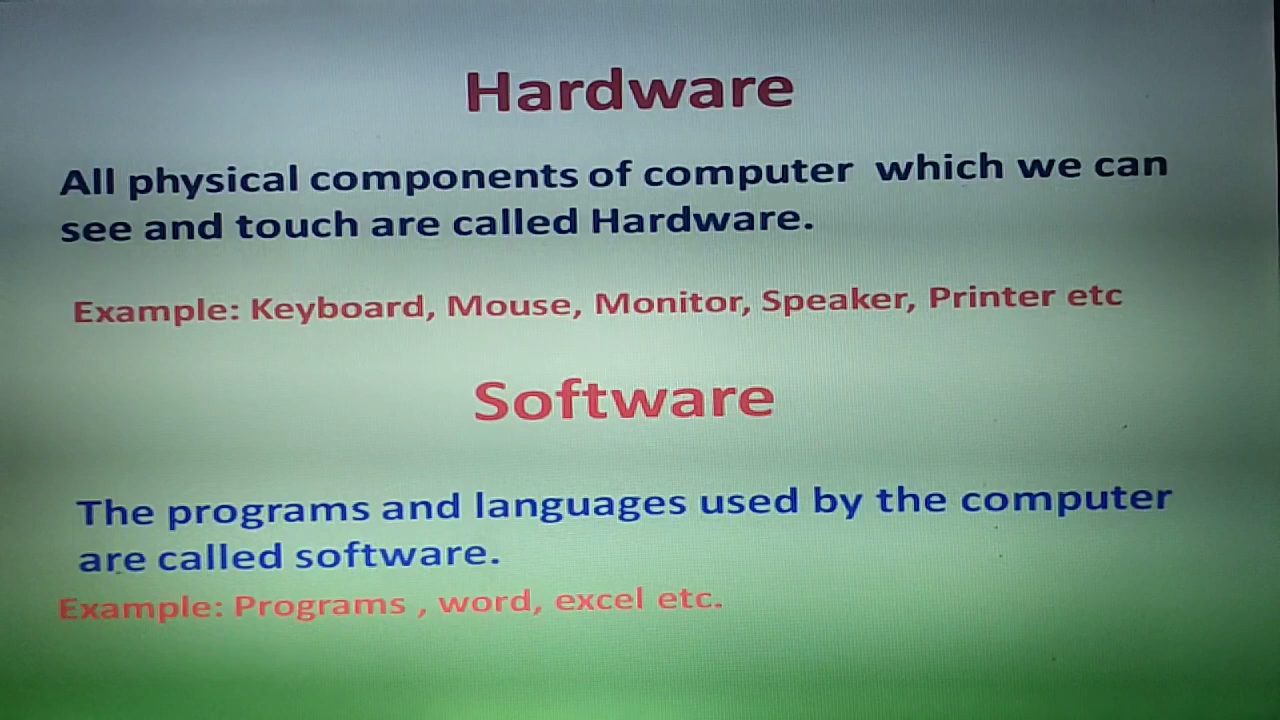 Hardware
All physical components of computer which we can
see and touch are called Hardware.
Example: Keyboard, Mouse, Monitor, Speaker, Printer etc
Software
The programs and languages used by the computer
are called software.
Example: Programs , word, excel etc.